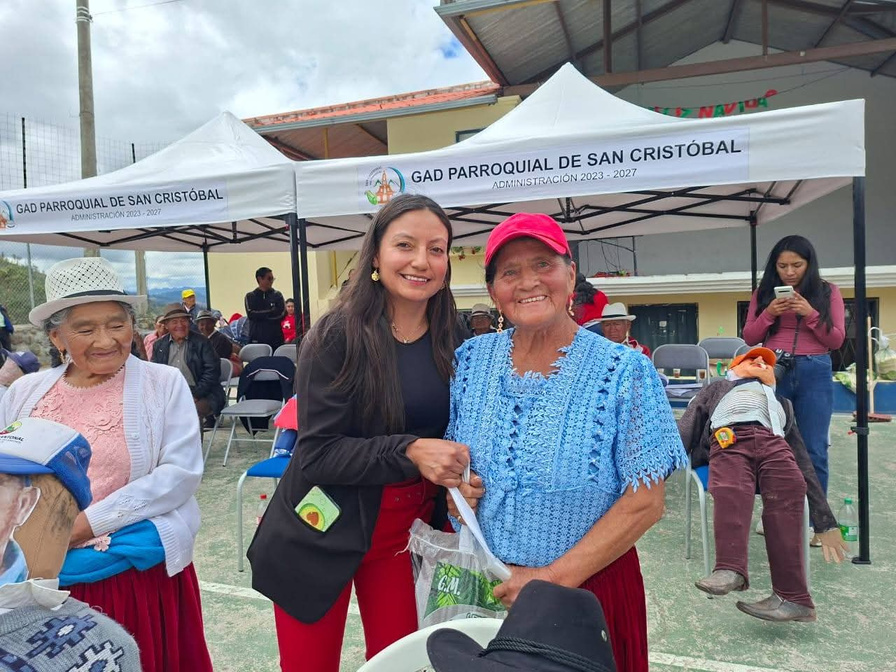 NAVIDAD
GAD PARROQUIAL DE SAN CRISTÓBAL
ADMINISTRACIÓN 2023 - 2027
GAD PARROQUIAL DE SAN CRISTÓBAL
ADMINISTRACIÓN 2023 - 2027
G.M.